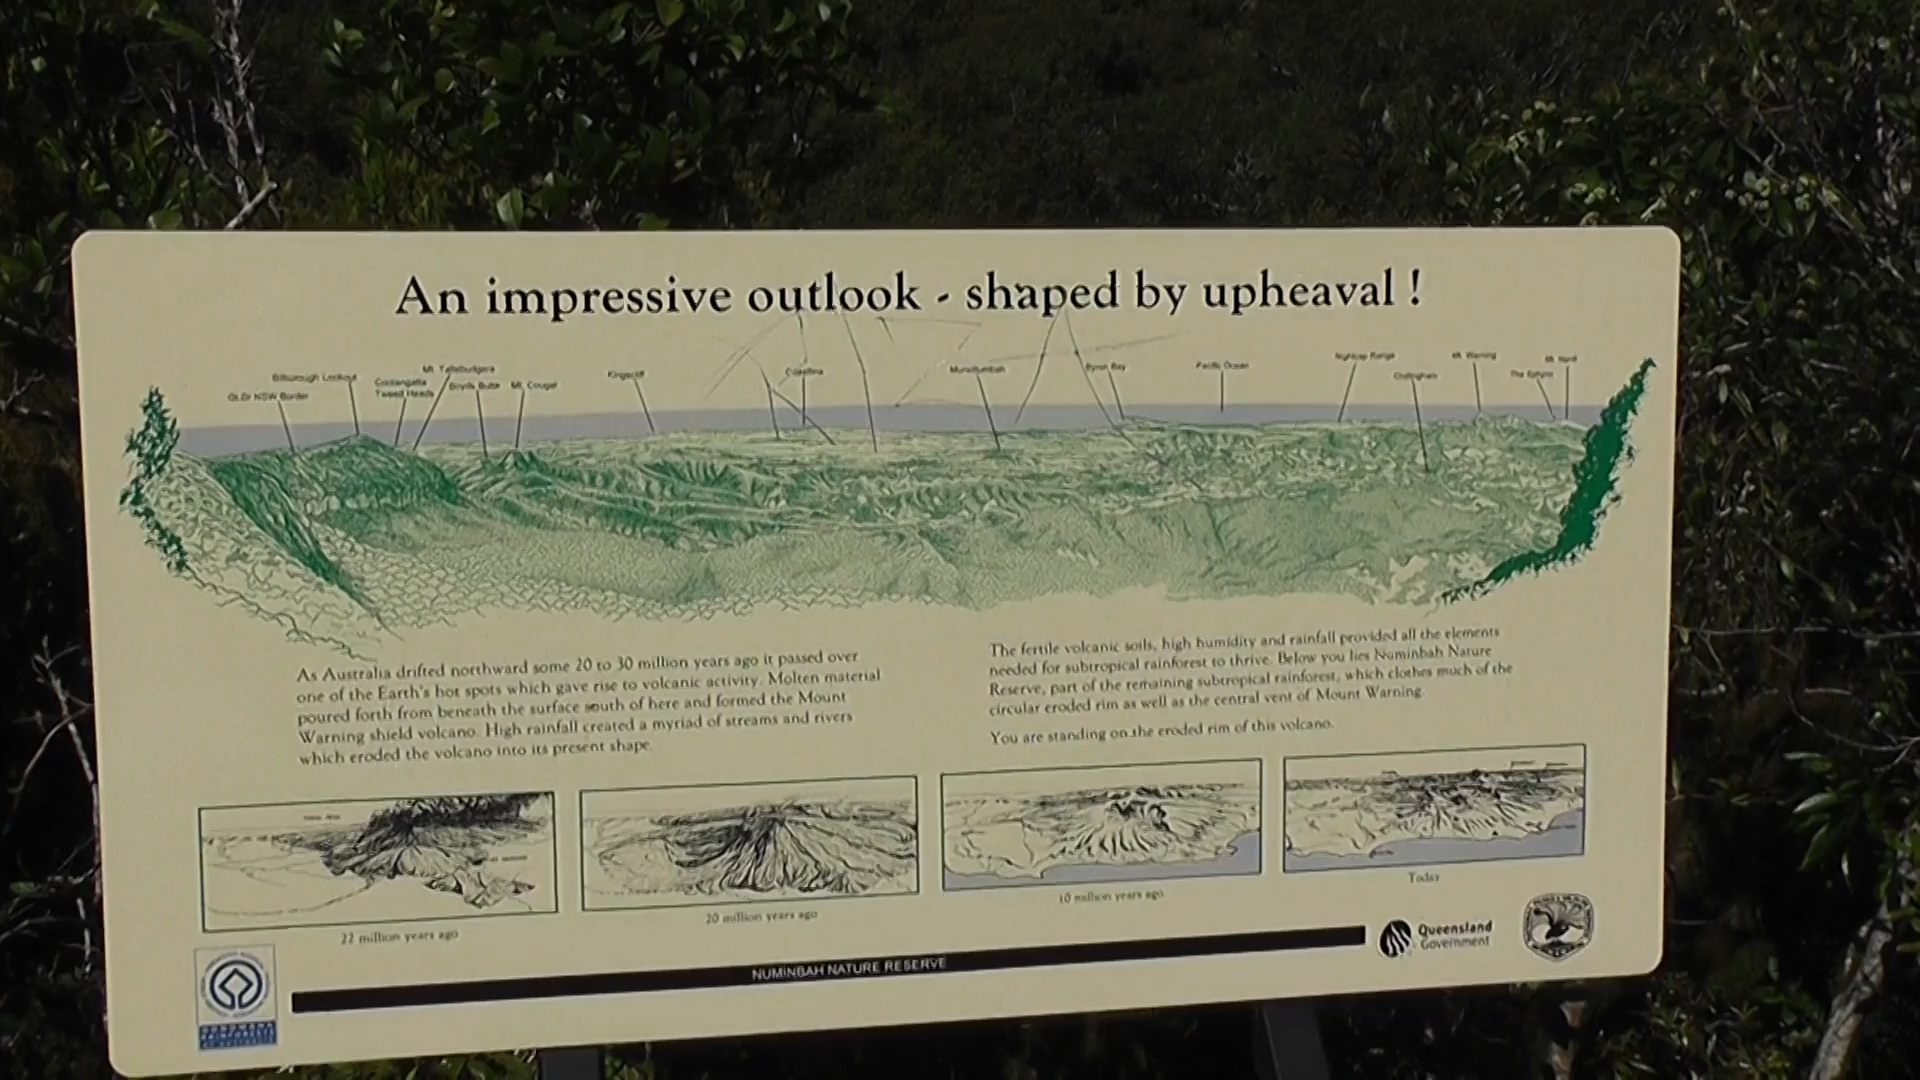 An impressive outlook - shaped by upheaval !
Mt. Tallebudgera
Bilborough Lookout
Coolangatta
Tweed Heads
Boyds Butte
Mt. Cougal
QLD/ NSW Border
Kingscliff
Murwillumbah
Byron Bay
Pacific Ocean
Nightcap Range
Chillingham
Mt. Warning
The Sphinx
Mt. Nardi
As Australia drifted northward some 20 to 30 million years ago it passed over
one of the Earth's hot spots which gave rise to volcanic activity. Molten material
poured forth from beneath the surface south of here and formed the Mount
Warning shield volcano. High rainfall created a myriad of streams and rivers
which eroded the volcano into its present shape.
The fertile volcanic soils, high humidity and rainfall provided all the elements
needed for subtropical rainforest to thrive. Below you lies Numinbah Nature
Reserve, part of the remaining subtropical rainforest, which clothes much of the
circular eroded rim as well as the central vent of Mount Warning.
You are standing on the eroded rim of this volcano.
22 million years ago
20 million years ago
10 million years ago
Today
NUMINBAH NATURE RESERVE
Queensland
Government